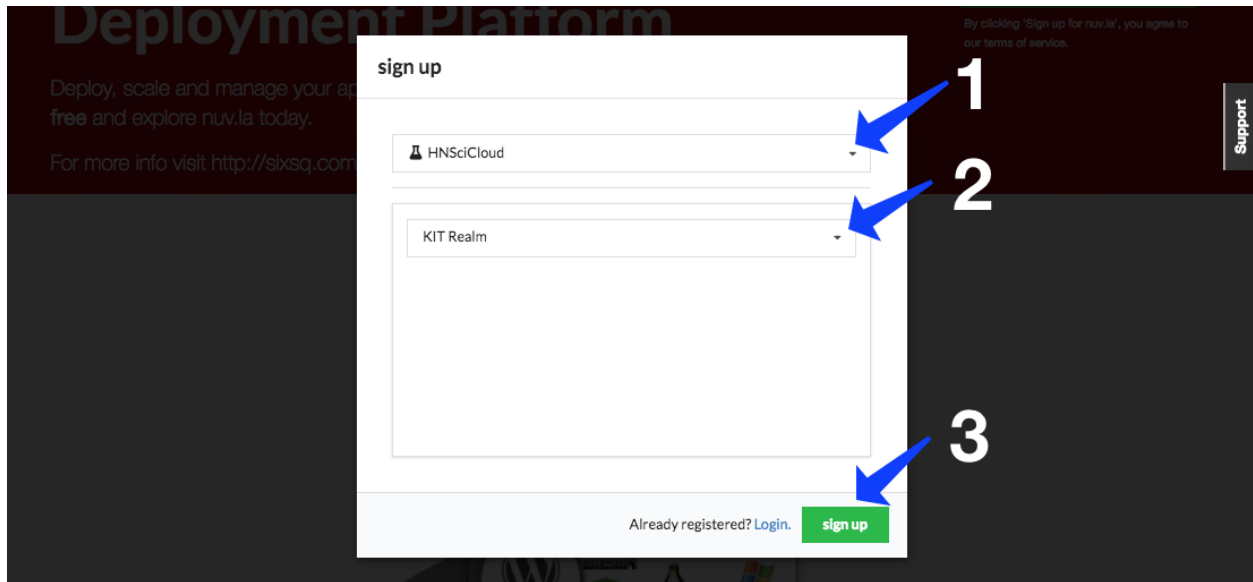 Deployment Platform
By clicking 'Sign up for nuv.la', you agree to
our terms of service.
sign up
1
Deploy, scale and manage your ap
free and explore nuv.la today.
Support
HNSciCloud
For more info visit http://sixsq.com
2
KIT Realm
3
Already registered? Login.
sign up